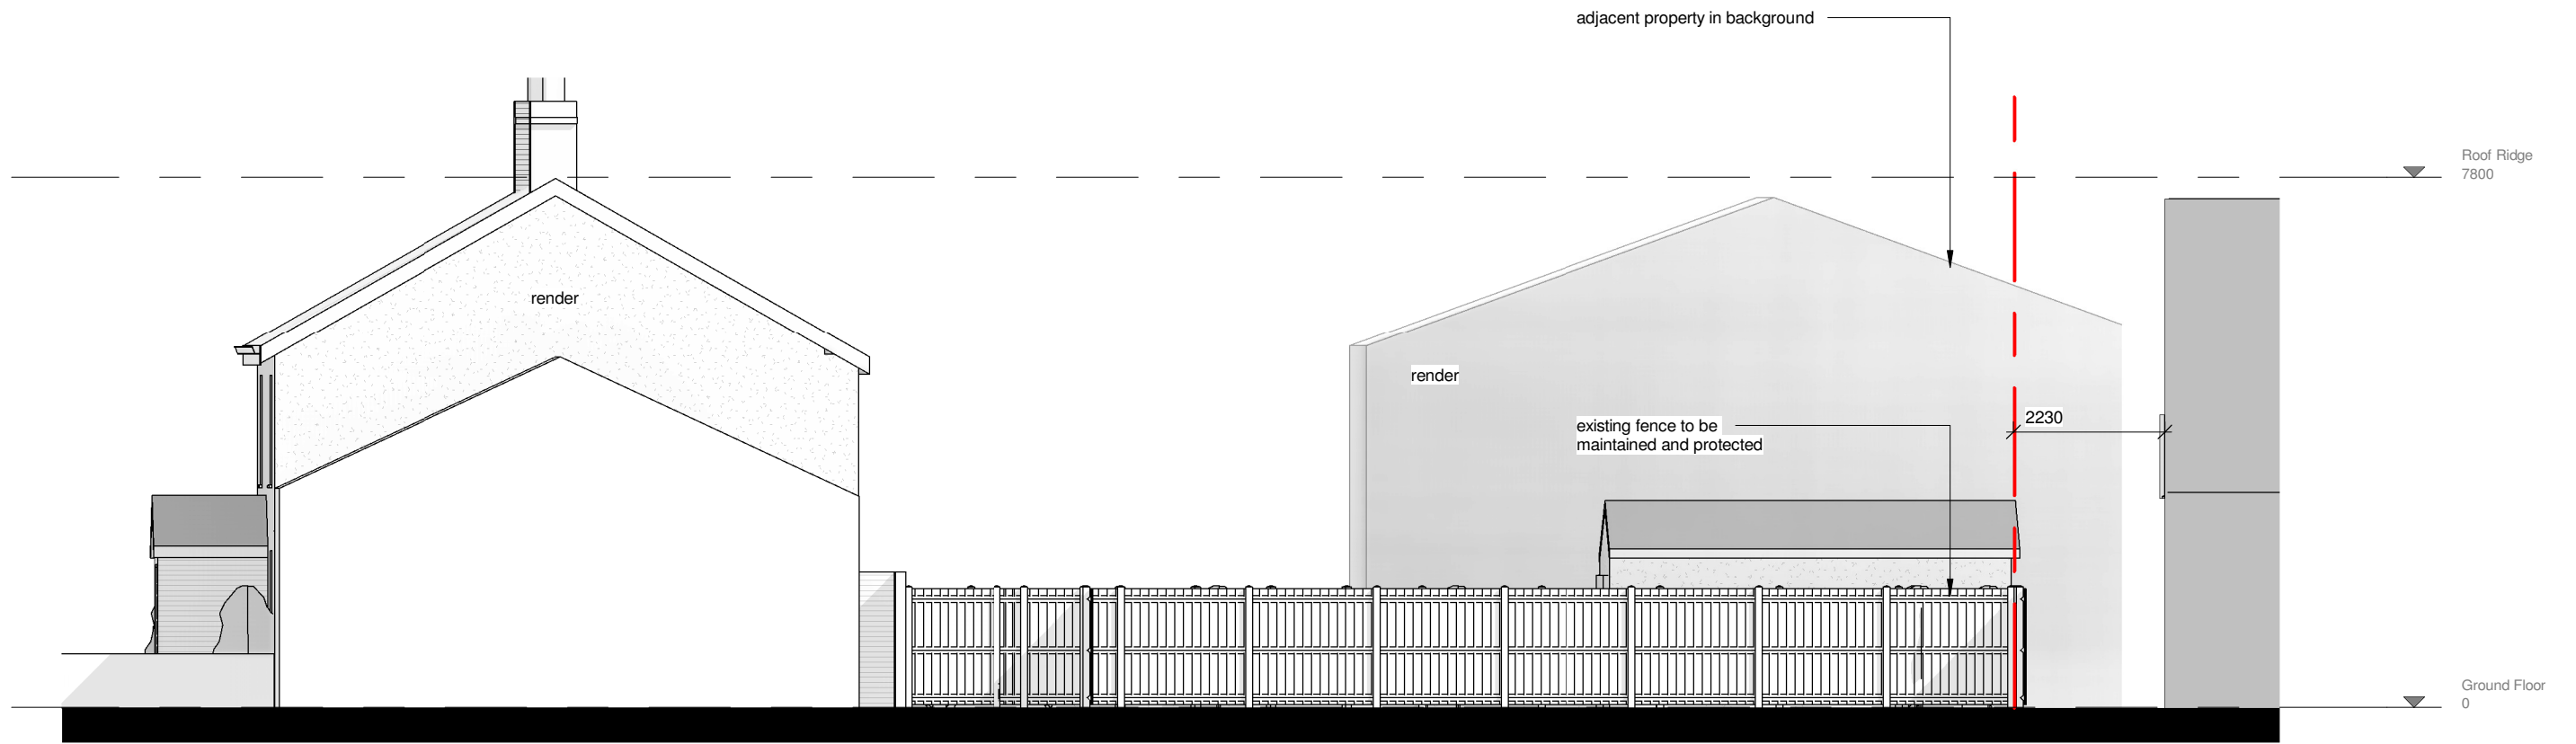 adjacent property in background
Roof Ridge
7800
render
render
2230
existing fence to be
maintained and protected
Ground Floor
0